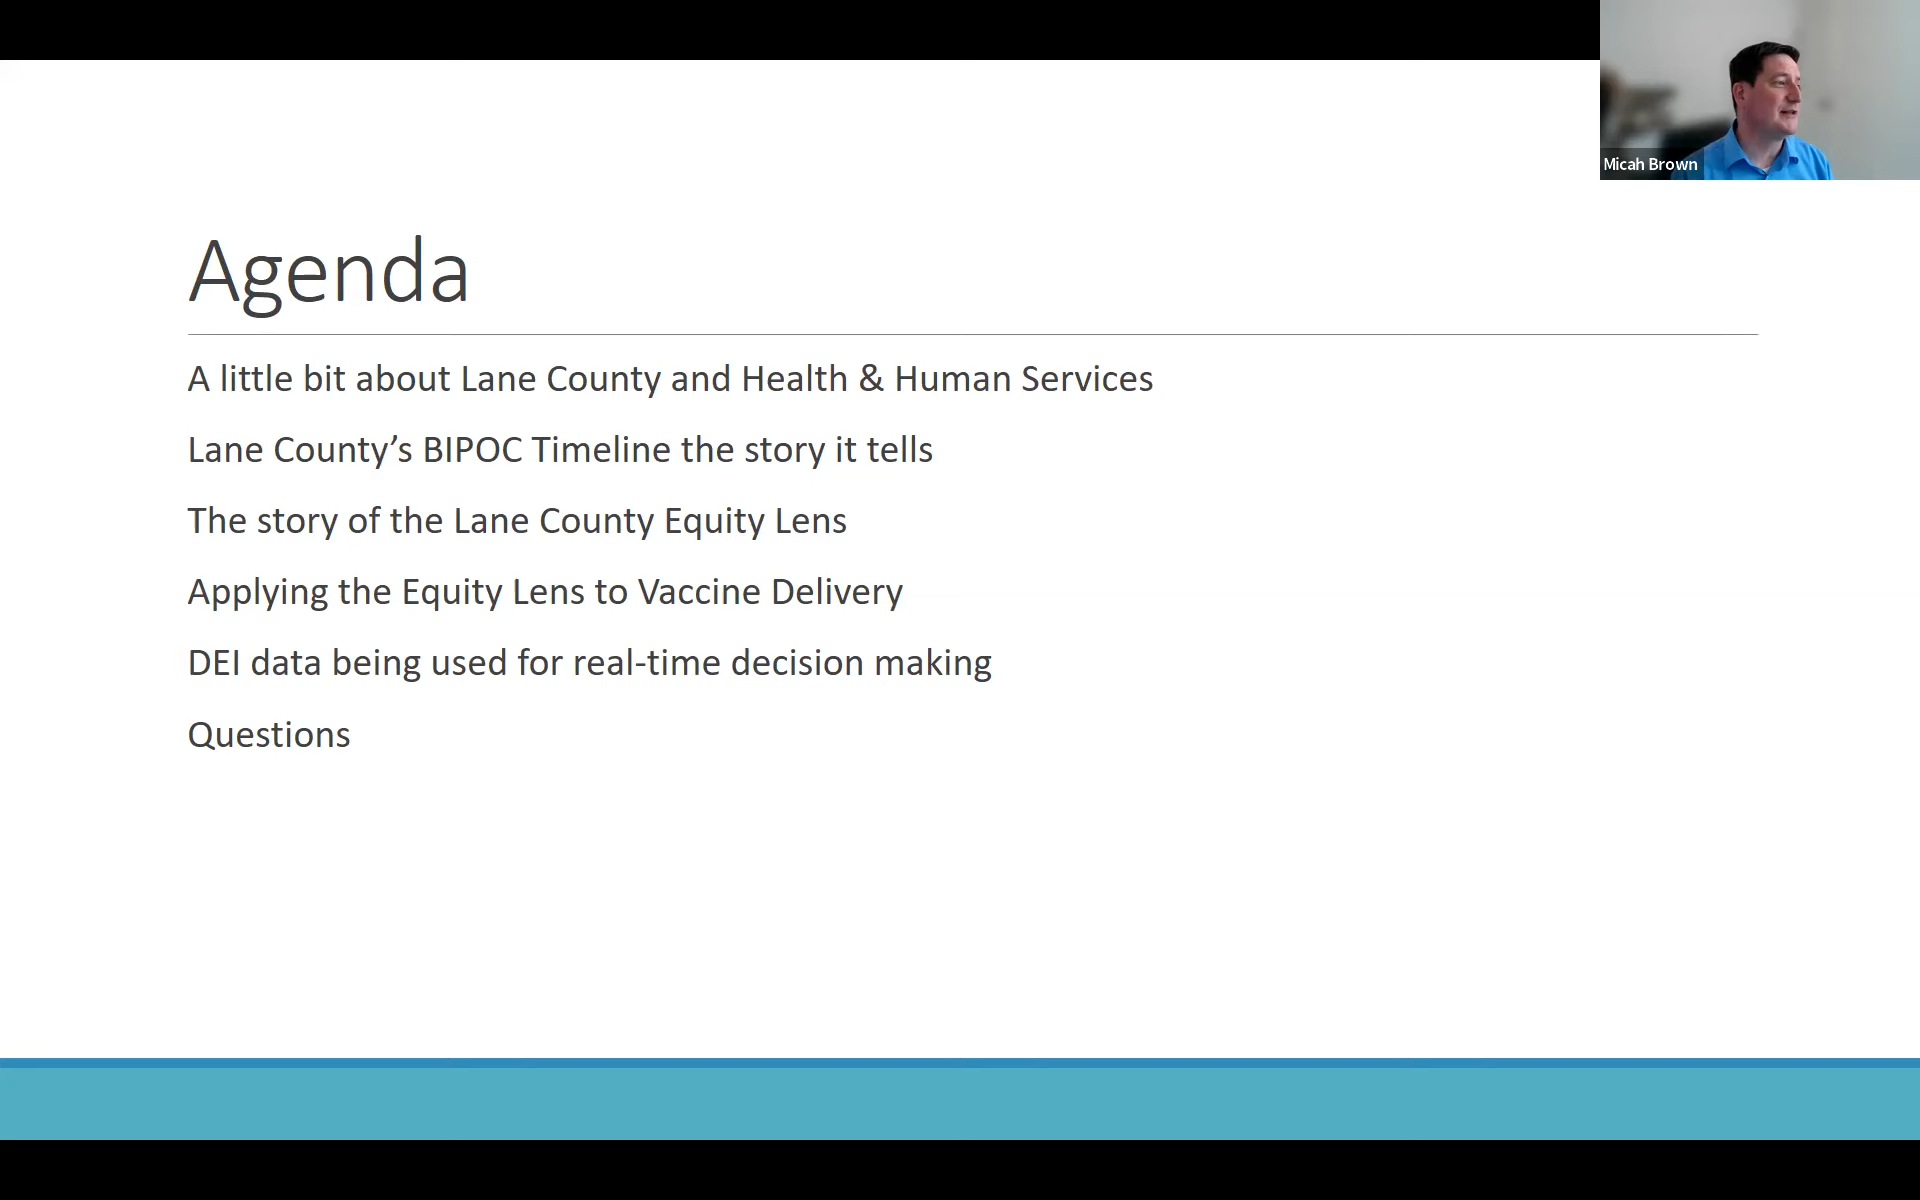 Micah Brown
Agenda
A little bit about Lane County and Health & Human Services
Lane County’s BIPOC Timeline the story it tells
The story of the Lane County Equity Lens
Applying the Equity Lens to Vaccine Delivery
DEI data being used for real-time decision making
Questions